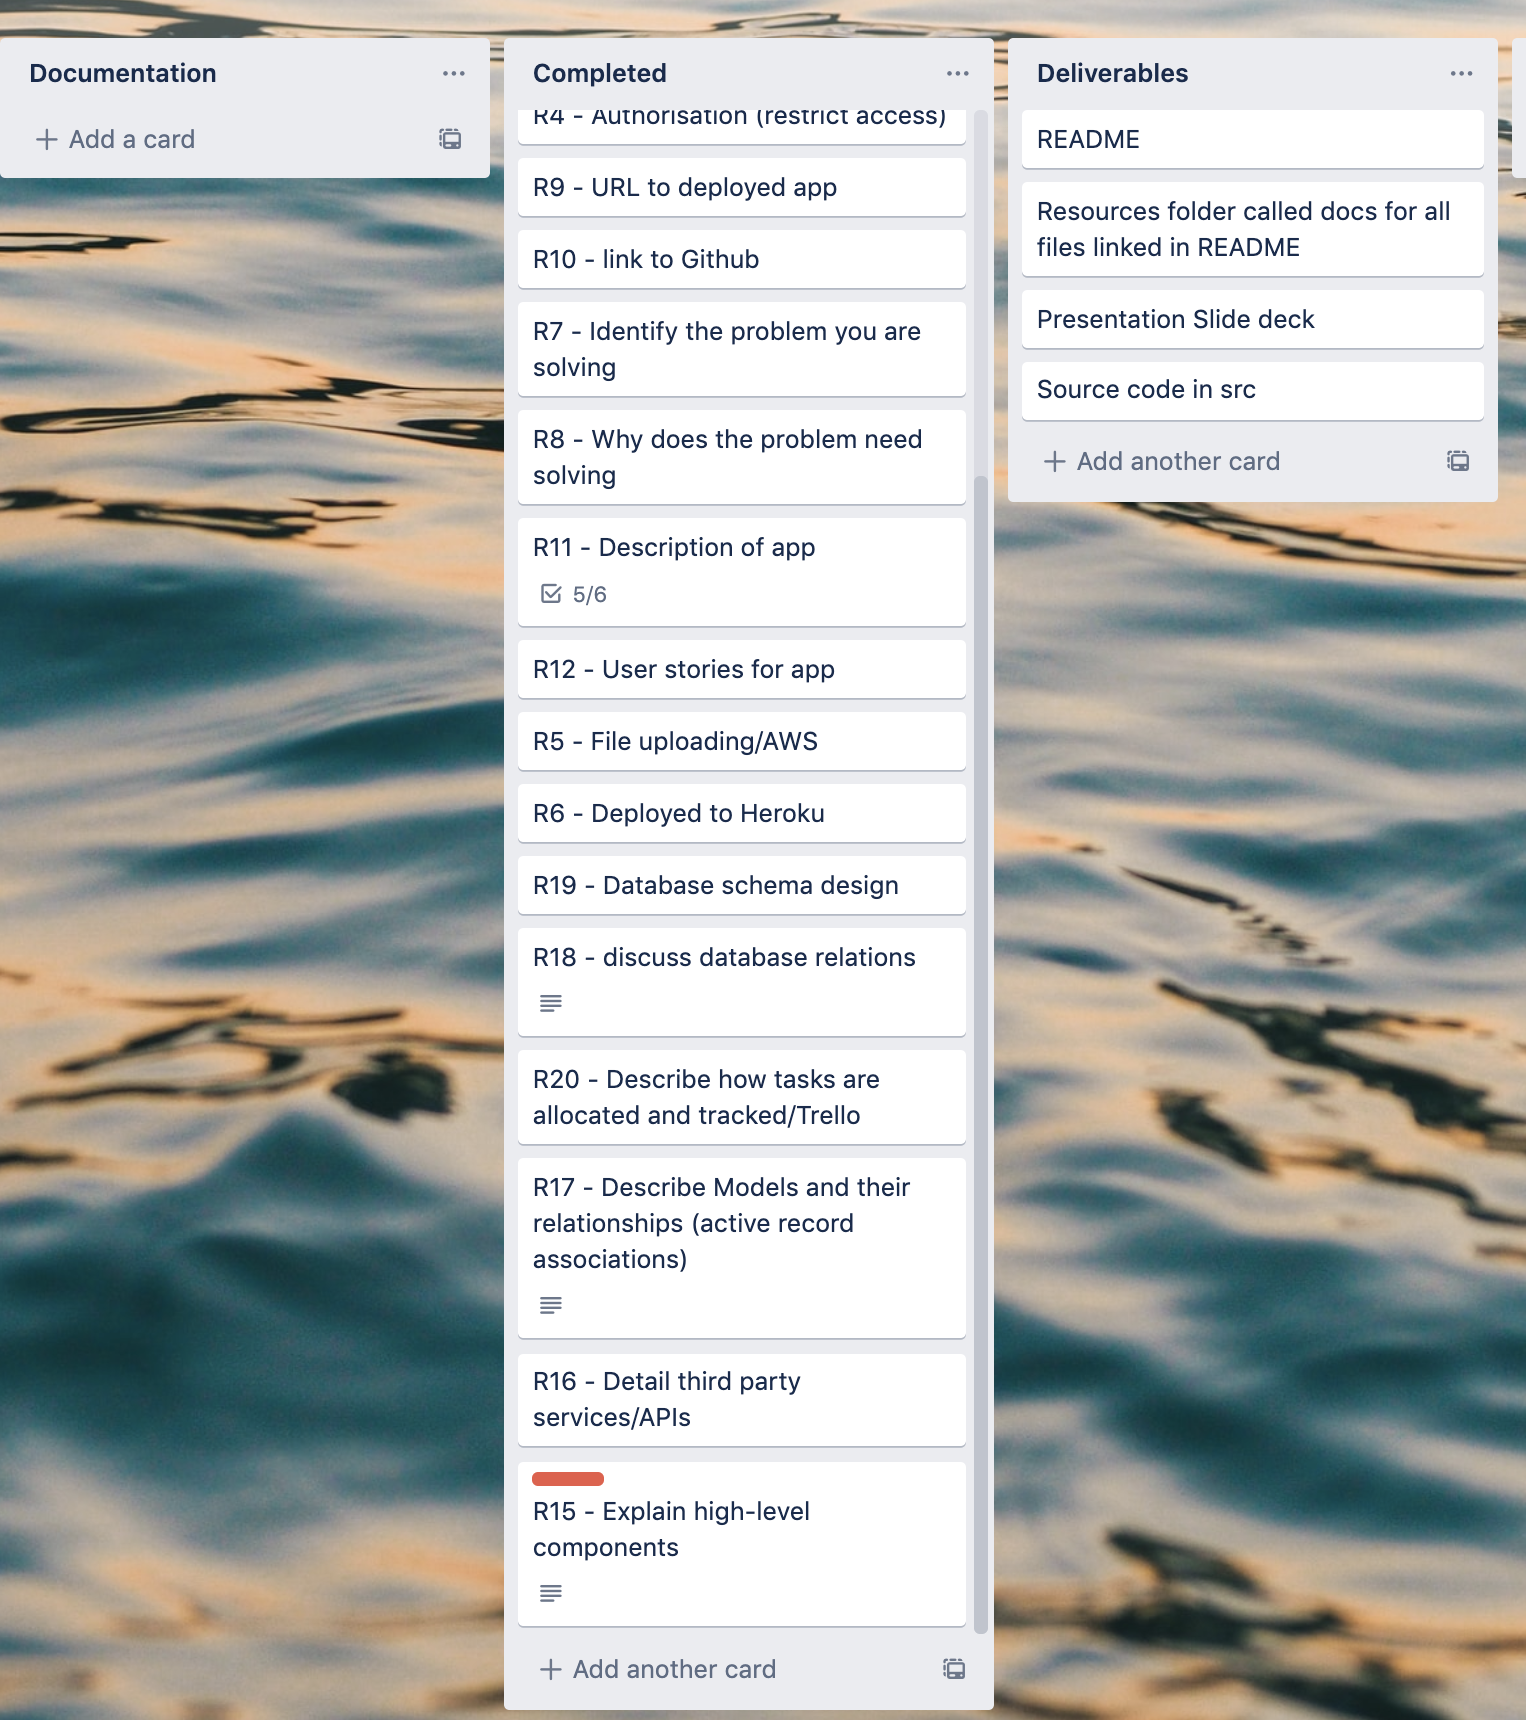 Documentation
Add a card
Completed
R4 - Authorisation (restrict access)
R9 - URL to deployed app
R10 - link to Github
R7 - Identify the problem you are
solving
R8 - Why does the problem need
solving
R11 - Description of app
5/6
R12 - User stories for app
R5 - File uploading/AWS
R6 - Deployed to Heroku
R19 - Database schema design
R18 - discuss database relations
R20 - Describe how tasks are
allocated and tracked/Trello
R17 - Describe Models and their
relationships (active record
associations)
R16 - Detail third party
services/APIs
R15 - Explain high-level
components
Add another card
Deliverables
README
Resources folder called docs for all
files linked in README
Presentation Slide deck
Source code in src
Add another card